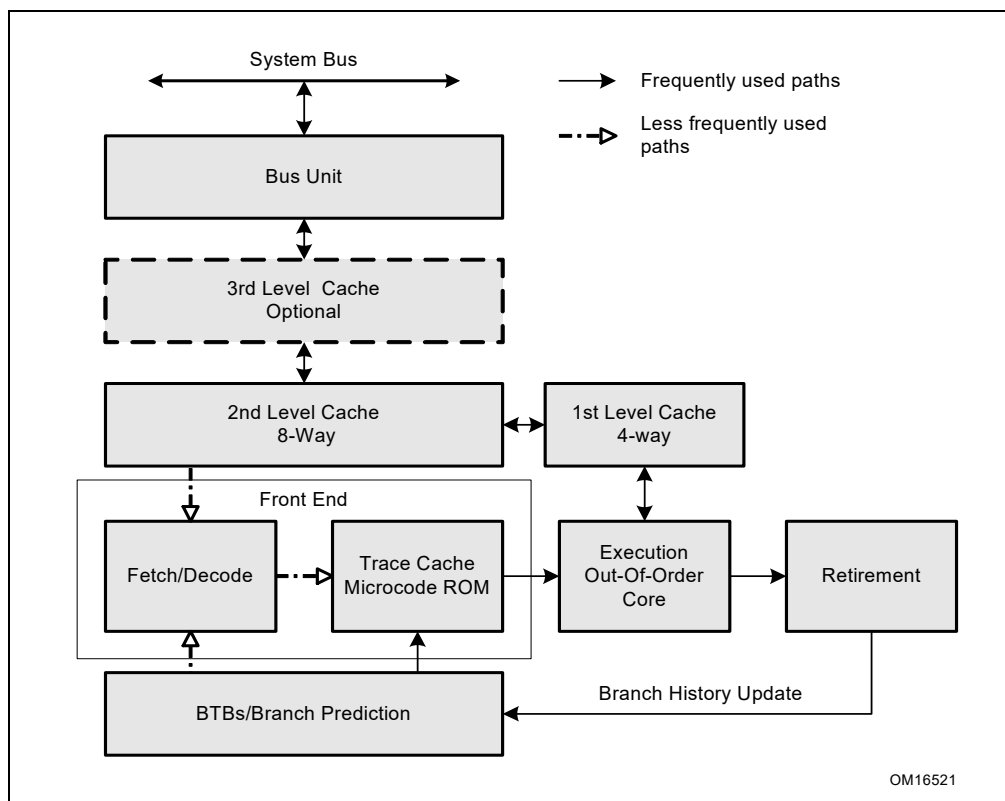 System Bus
Frequently used paths
Less frequently used
paths
Bus Unit
3rd Level Cache
Optional
2nd Level Cache
8-Way
1st Level Cache
4-way
Front End
Fetch/Decode
Trace Cache
Microcode ROM
Execution
Out-Of-Order
Core
Retirement
BTBs/Branch Prediction
Branch History Update
OM16521